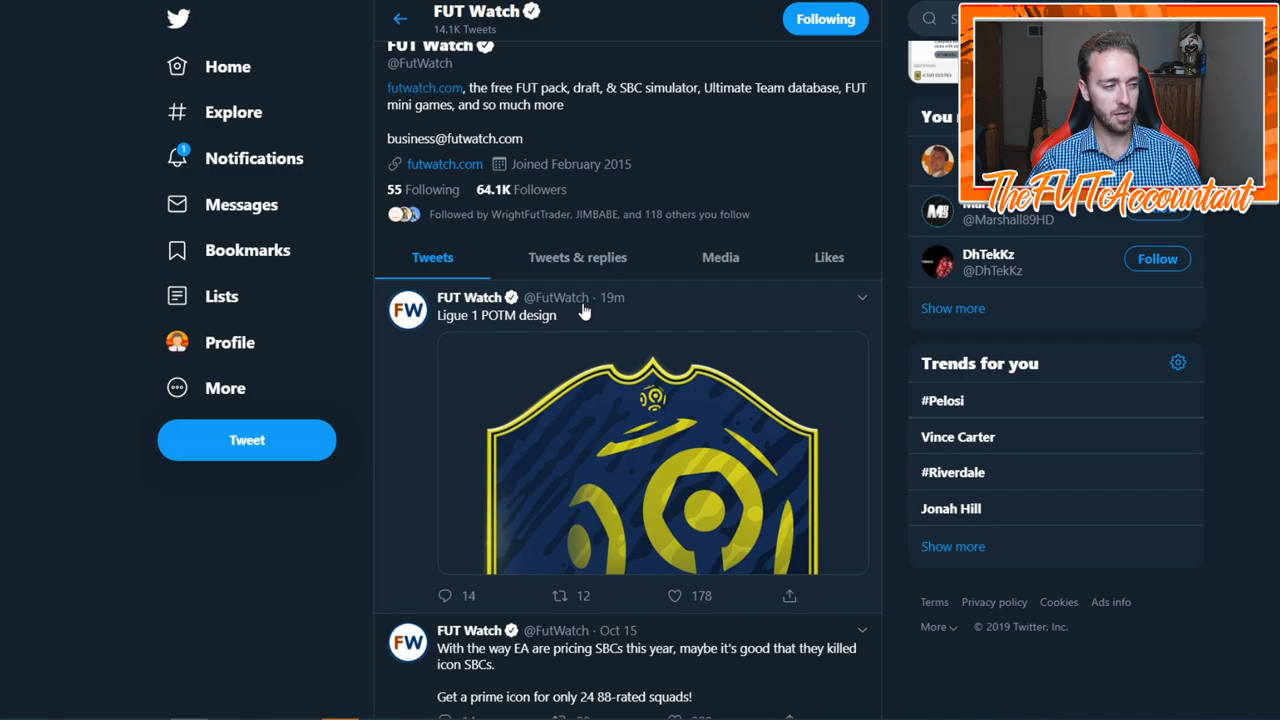 FUT Watch
14.1K Tweets
Following
Home
Explore
1
Notifications
Messages
Bookmarks
Lists
Profile
More
Tweet
FUT Watch
@FutWatch
futwatch.com, the free FUT pack, draft, & SBC simulator, Ultimate Team database, FUT
mini games, and so much more
business@futwatch.com
futwatch.com Joined February 2015
55 Following 64.1K Followers
Followed by WrightFutTrader, JIMBABE, and 118 others you follow
Tweets Tweets & replies Media Likes
FW
FUT Watch @FutWatch · 19m
Ligue 1 POTM design
14 12 178
FW
FUT Watch @FutWatch · Oct 15
With the way EA are pricing SBCs this year, maybe it's good that they killed
icon SBCs.
Get a prime icon for only 24 88-rated squads!
TheFUTAccountant
@Marshall89HD
DhTekKz
@DhTekKz
Follow
Show more
Trends for you
#Pelosi
Vince Carter
#Riverdale
Jonah Hill
Show more
Terms Privacy policy Cookies Ads info
More © 2019 Twitter, Inc.